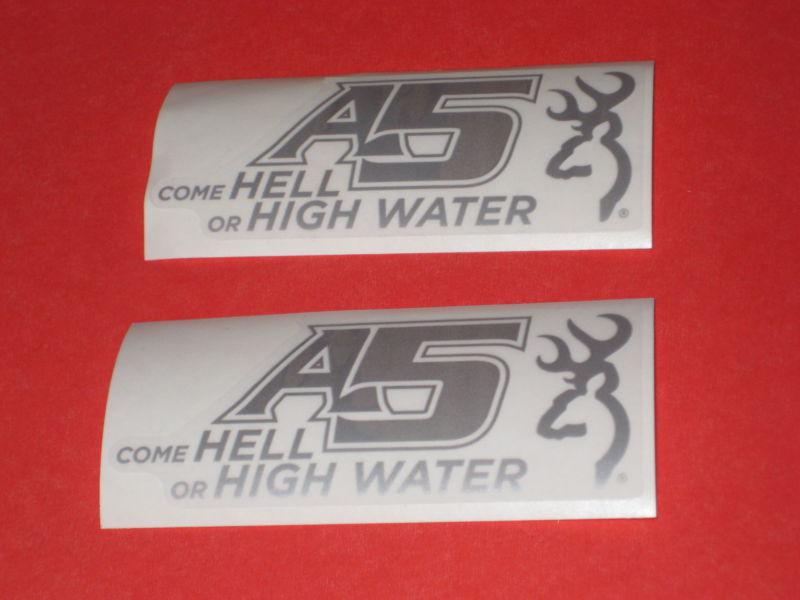 A5
COME HELL
OR HIGH WATER
®
A5
COME HELL
OR HIGH WATER
®